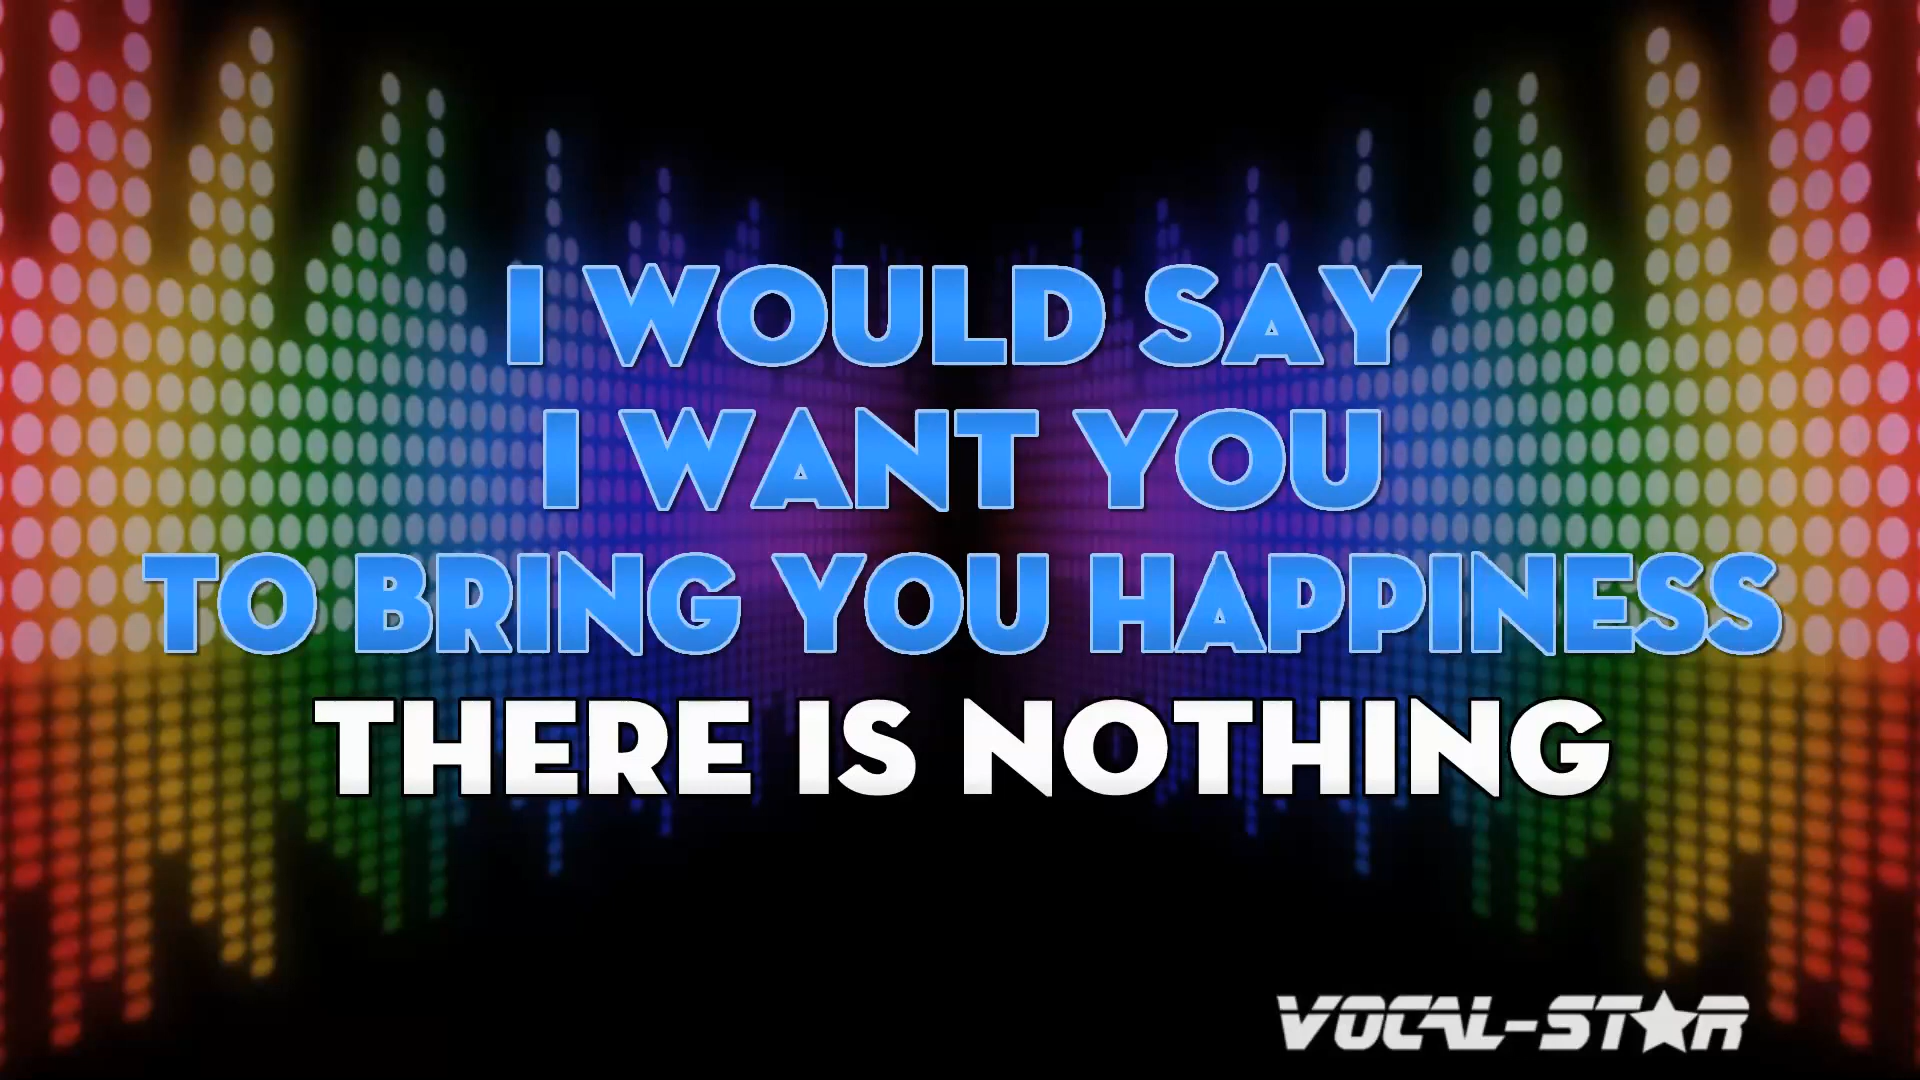 I WOULD SAY
I WANT YOU
TO BRING YOU HAPPINESS
THERE IS NOTHING
VOCAL-STAR